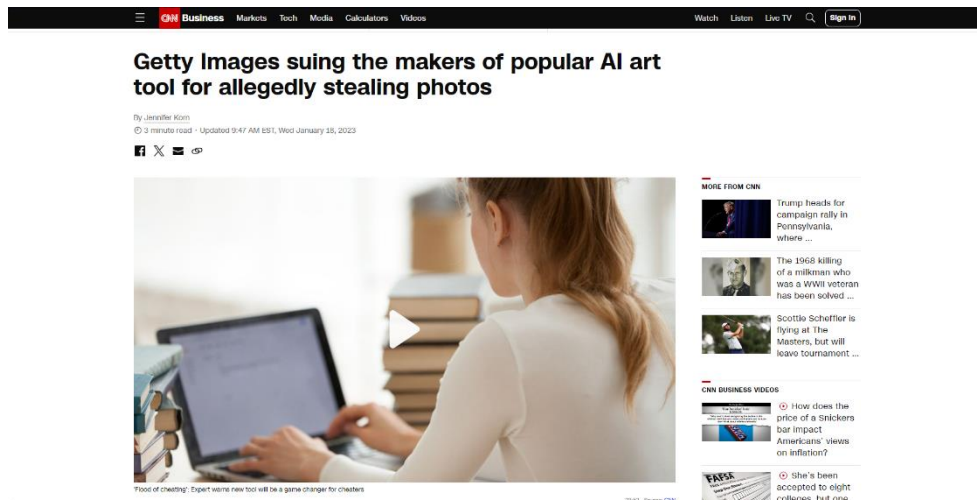 CNN Business Markets Tech Media Calculators Videos Watch Listen Live TV Sign in
Getty Images suing the makers of popular AI art
tool for allegedly stealing photos
By Jennifer Korn
3 minute read · Updated 9:47 AM EST, Wed January 18, 2023
MORE FROM CNN
Trump heads for
campaign rally in
Pennsylvania,
where ...
The 1968 killing
of a milkman who
was a WWII veteran
has been solved ...
Scottie Scheffler is
flying at The
Masters, but will
leave tournament ...
CNN BUSINESS VIDEOS
How does the
price of a Snickers
bar impact
Americans' views
on inflation?
FAFSA
She's been
accepted to eight
colleges, but one
'Flood of cheating': Expert warns new tool will be a game changer for cheaters